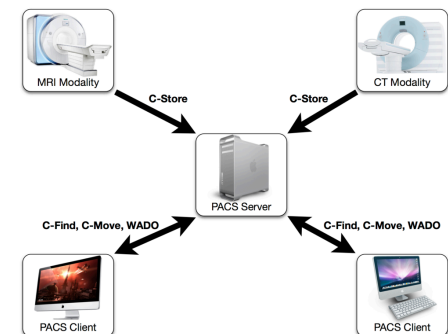 MRI Modality
CT Modality
C-Store
C-Store
PACS Server
C-Find, C-Move, WADO
C-Find, C-Move, WADO
PACS Client
PACS Client